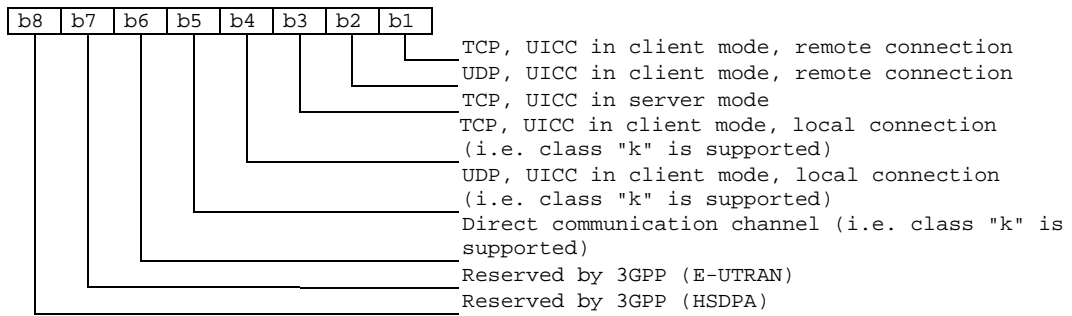 b8 b7 b6 b5 b4 b3 b2 b1
TCP, UICC in client mode, remote connection
UDP, UICC in client mode, remote connection
TCP, UICC in server mode
TCP, UICC in client mode, local connection
(i.e. class "k" is supported)
UDP, UICC in client mode, local connection
(i.e. class "k" is supported)
Direct communication channel (i.e. class "k" is
supported)
Reserved by 3GPP (E-UTRAN)
Reserved by 3GPP (HSDPA)